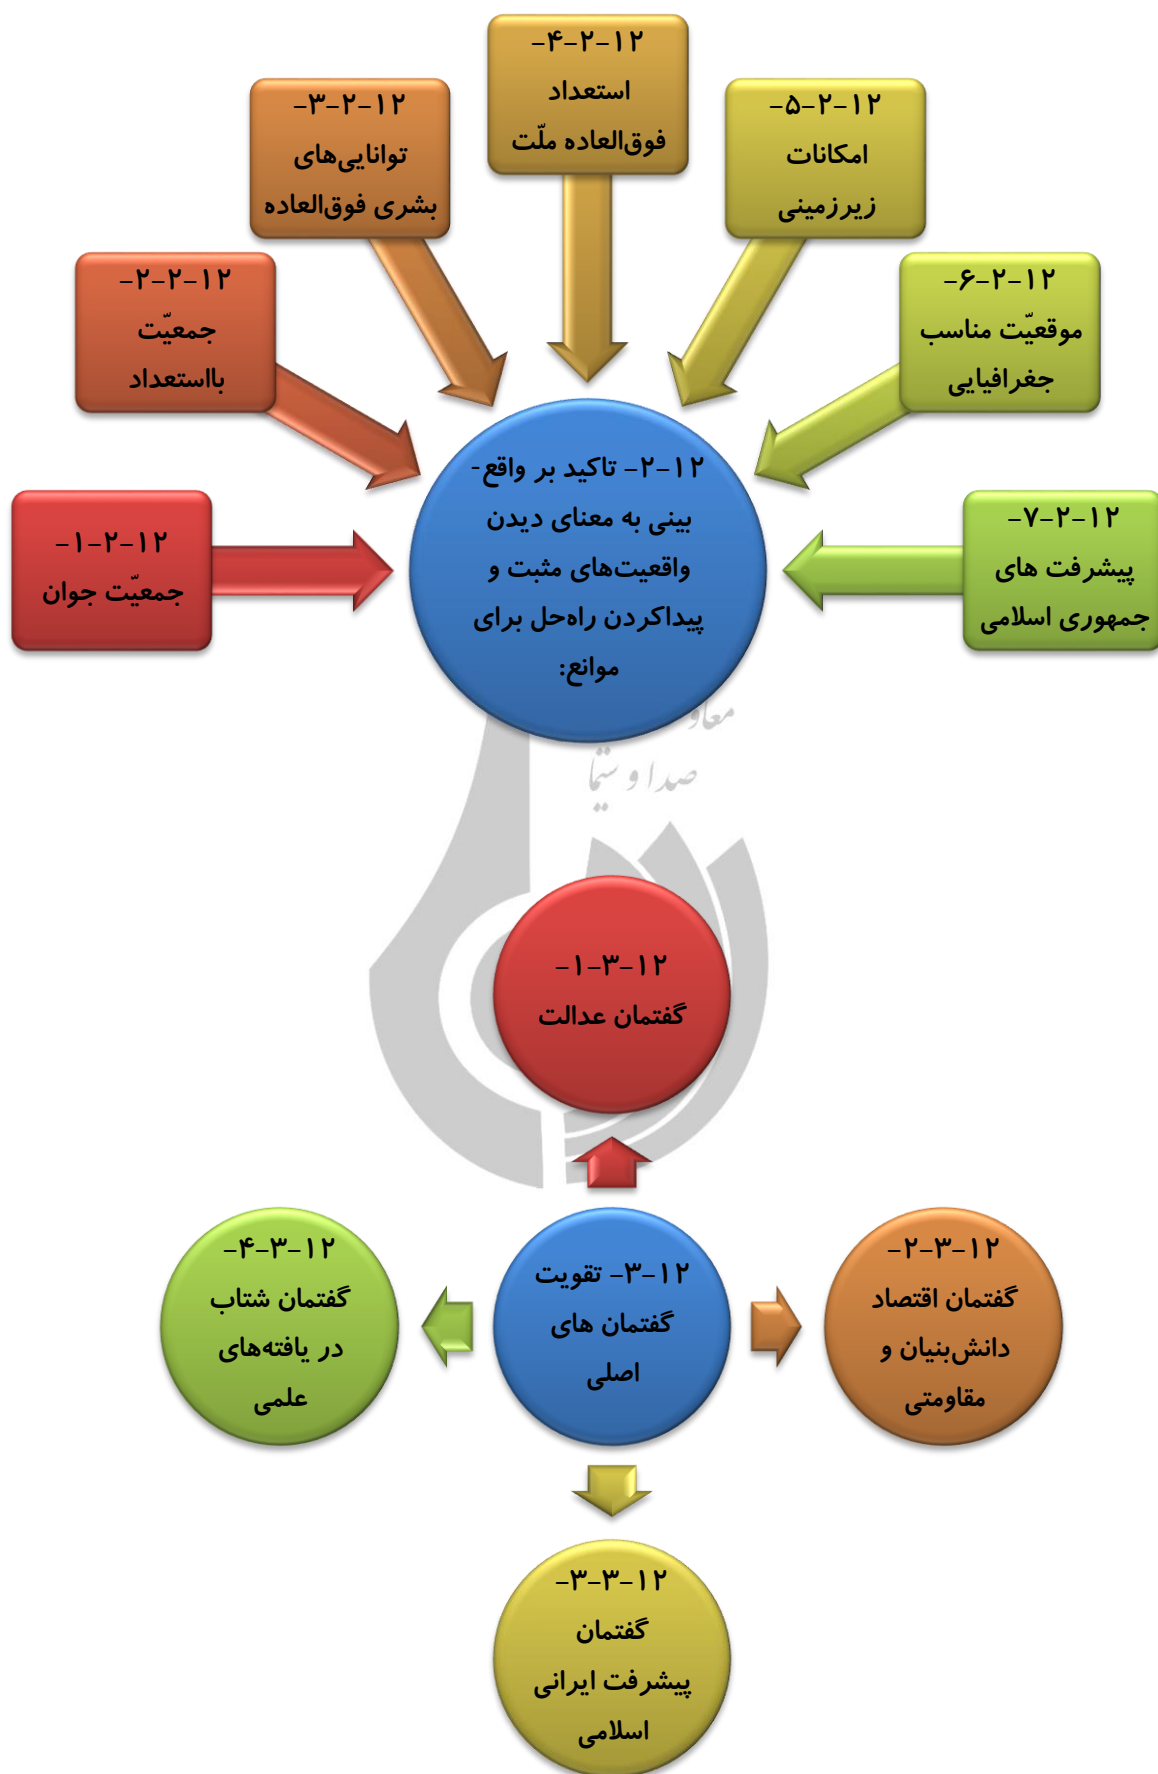 ۱۲-۲-۱-
جمعیّت جوان
۱۲-۲-۲-
جمعیّت
بااستعداد
۱۲-۲-۳-
توانایی‌های
بشری فوق‌العاده
۱۲-۲-۴-
استعداد
فوق‌العاده ملّت
۱۲-۲-۵-
امکانات
زیرزمینی
۱۲-۲-۶-
موقعیّت مناسب
جغرافیایی
۱۲-۲-۷-
پیشرفت های
جمهوری اسلامی
۱۲-۲- تاکید بر واقع-
بینی به معنای دیدن
واقعیت‌های مثبت و
پیداکردن راه‌حل برای
موانع:
صدا و سیما
۱۲-۳-۱-
گفتمان عدالت
۱۲-۳- تقویت
گفتمان های
اصلی
۱۲-۳-۲-
گفتمان اقتصاد
دانش‌بنیان و
مقاومتی
۱۲-۳-۳-
گفتمان
پیشرفت ایرانی
اسلامی
۱۲-۳-۴-
گفتمان شتاب
در یافته‌های
علمی